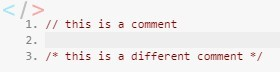 </>
1. // this is a comment
2.
3. /* this is a different comment */